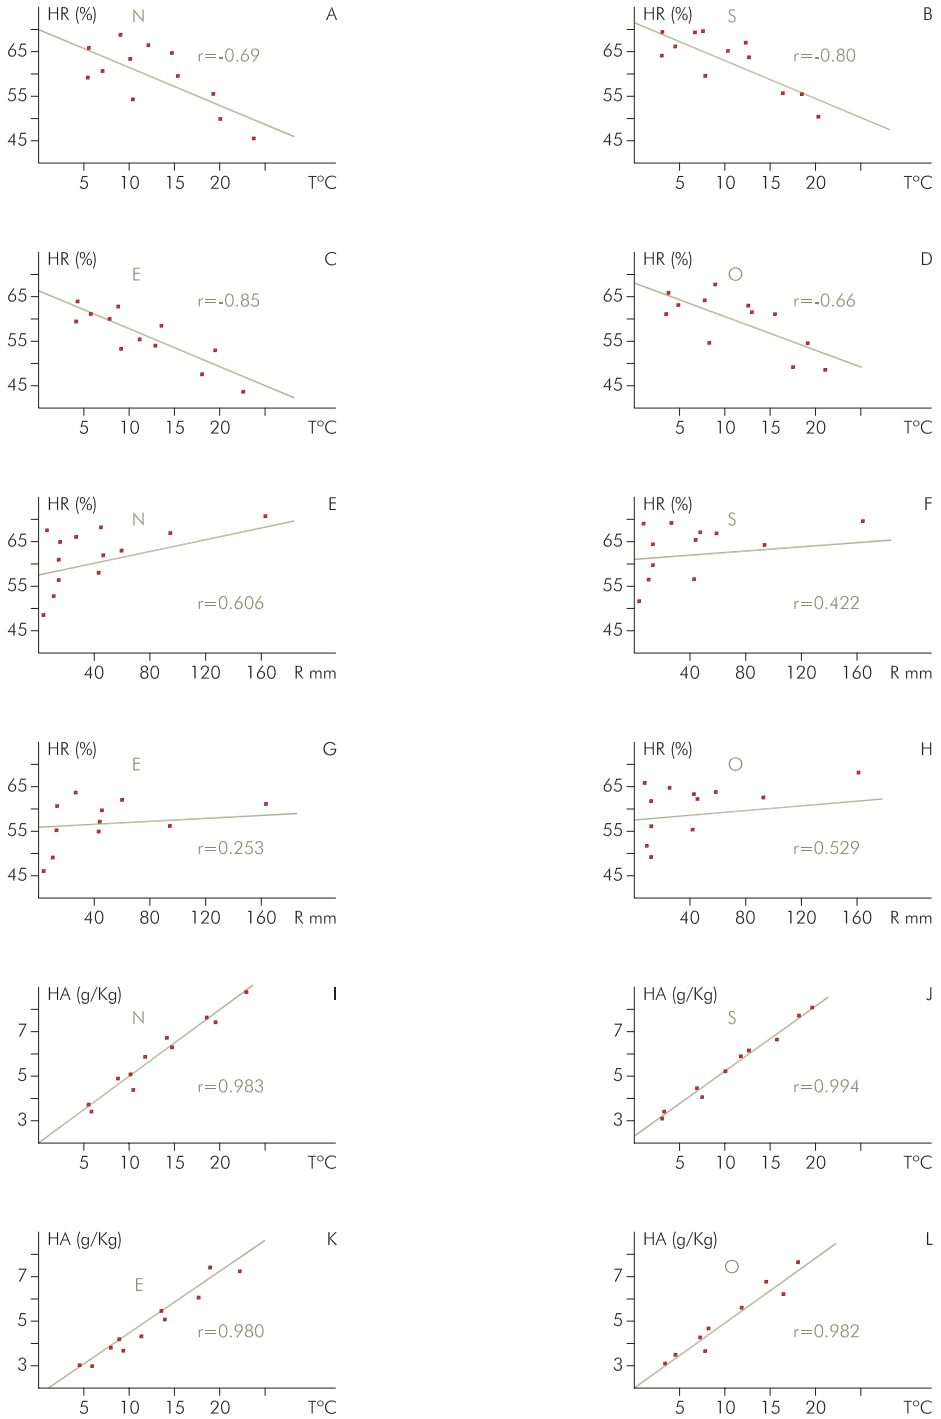 HR (%) N A
65
r=-0.69
55
45
5 10 15 20 T°C
HR (%) S B
65
r=-0.80
55
45
5 10 15 20 T°C
HR (%) C
E
65
r=-0.85
55
45
5 10 15 20 T°C
HR (%) D
O
65
r=-0.66
55
45
5 10 15 20 T°C
HR (%) E
N
65
55
r=0.606
45
40 80 120 160 R mm
HR (%) F
S
65
55
r=0.422
45
40 80 120 160 R mm
HR (%) G
E
65
55
r=0.253
45
40 80 120 160 R mm
HR (%) H
O
65
55
r=0.529
45
40 80 120 160 R mm
HA (g/Kg) I
N
7
5
r=0.983
3
5 10 15 20 T°C
HA (g/Kg) J
S
7
5
r=0.994
3
5 10 15 20 T°C
HA (g/Kg) K
7
E
5
r=0.980
3
5 10 15 20 T°C
HA (g/Kg) L
O
7
5
r=0.982
3
5 10 15 20 T°C